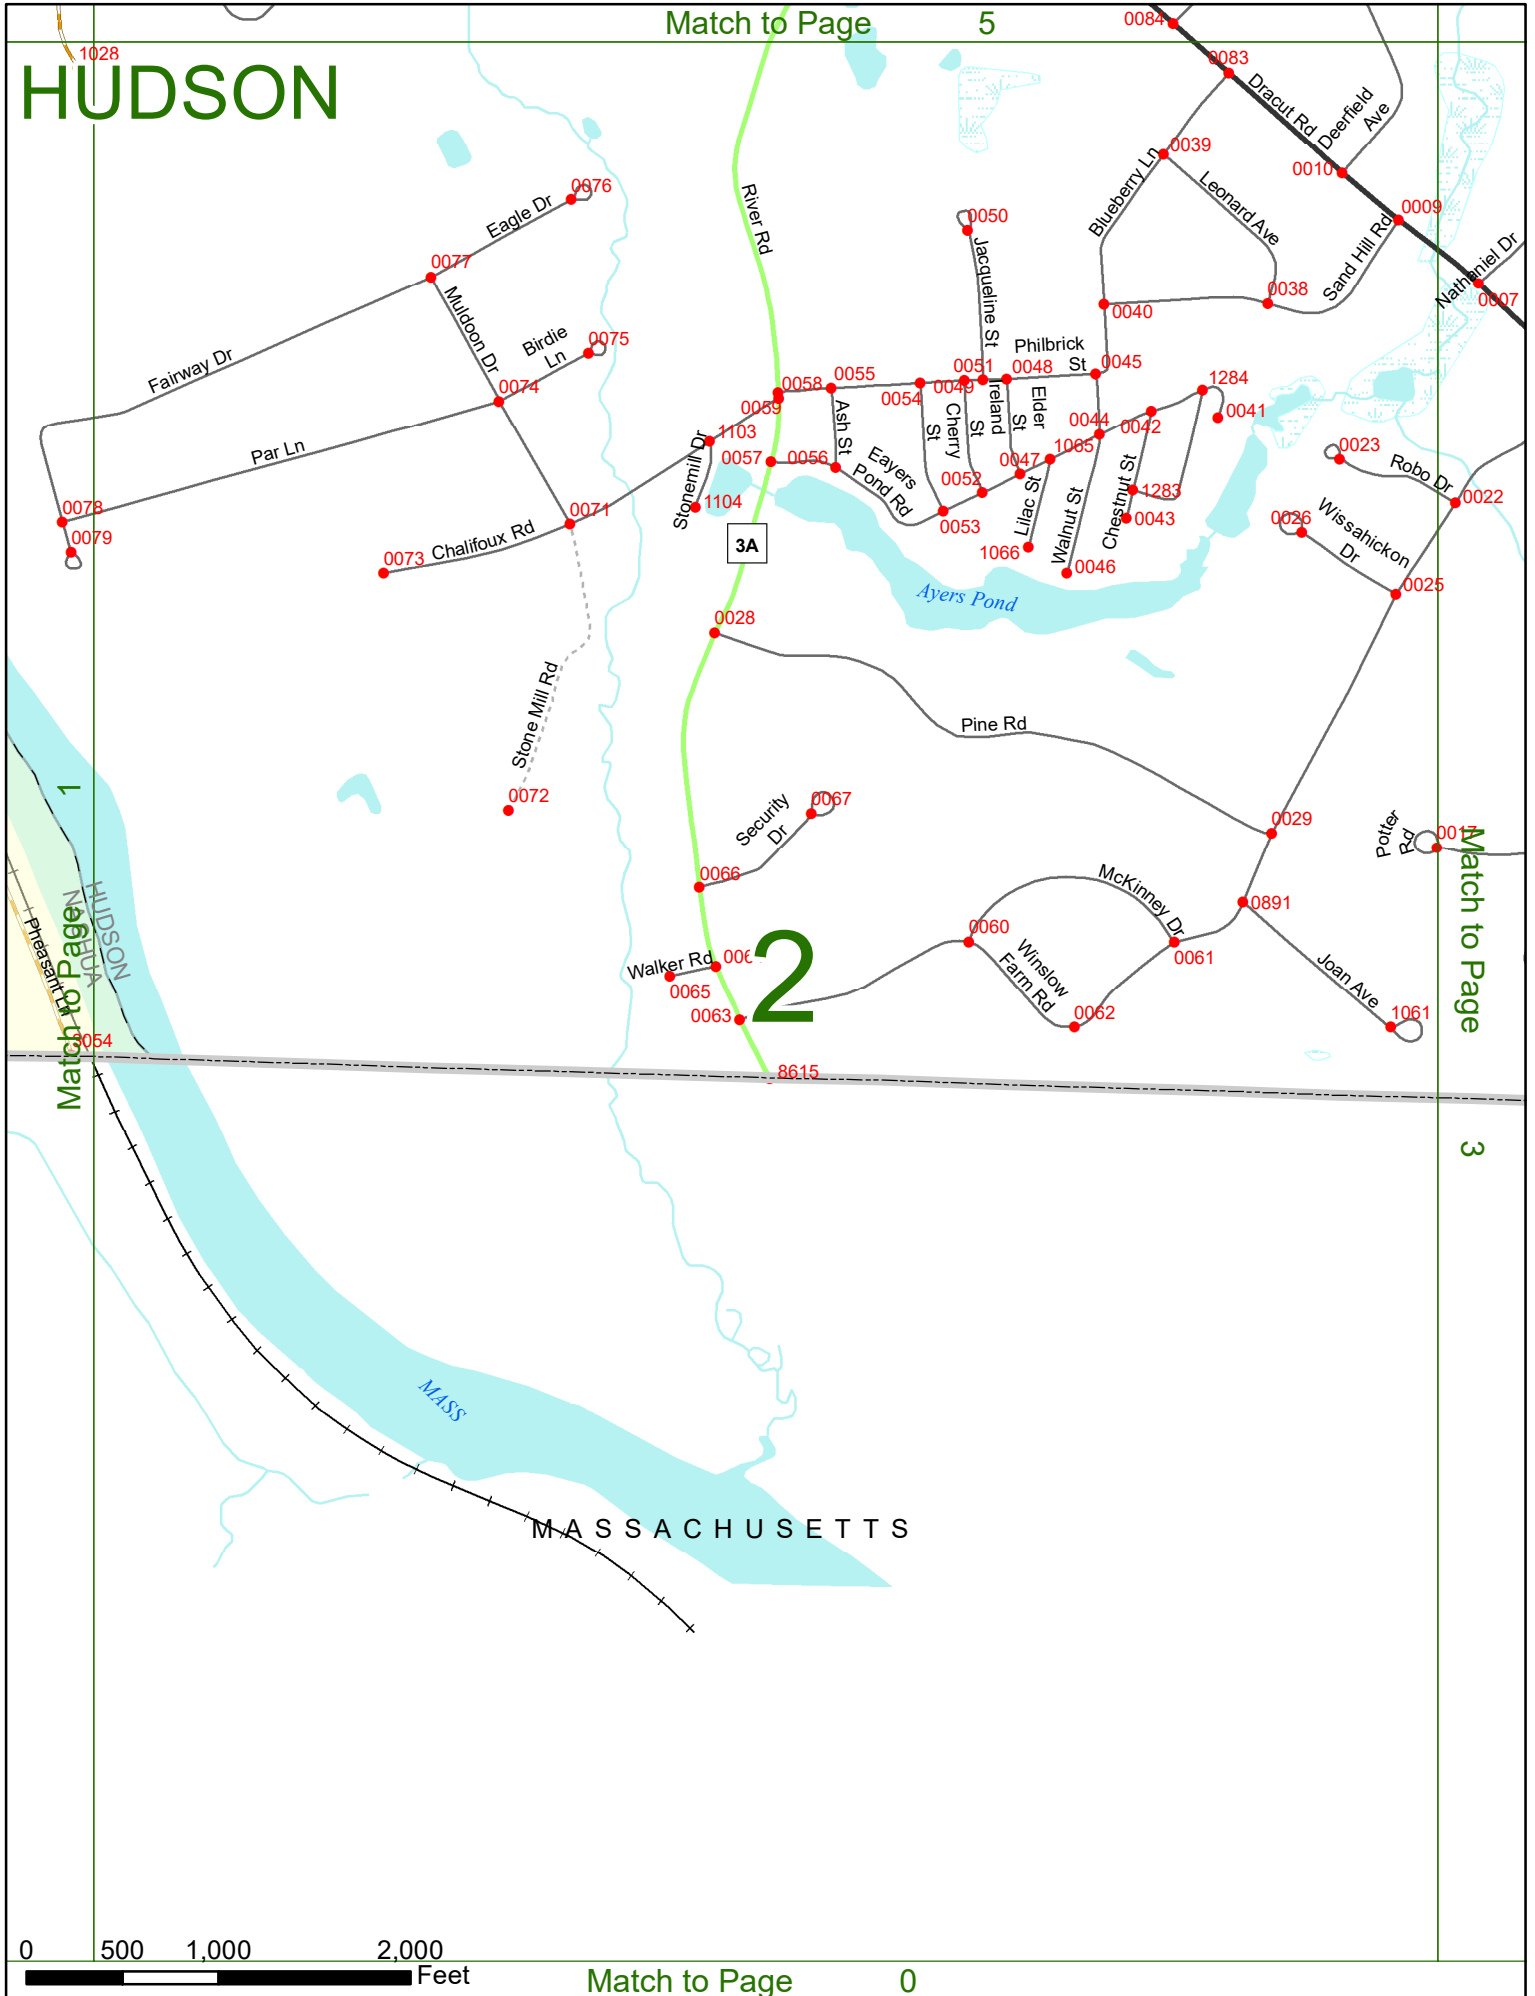 Match to Page 5
HUDSON
1028
0084
0083
Dracut Rd
Deerfield
Ave
0010
0009
Nathaniel Dr
0007
0039
Blueberry Ln
Leonard Ave
Sand Hill Rd
0038
0040
0076
Eagle Dr
0077
River Rd
0050
Jacqueline St
Muldoon Dr
Birdie
Ln
0075
Fairway Dr
0074
0058
0059
0055
0054
0049
0051
0048
Philbrick
St
0045
1284
0041
0042
0044
Ash St
Cherry
St
Ireland
St
Elder
St
1065
0047
Par Ln
Stonemill Dr
1103
0057
0056
Eayers
Pond Rd
0052
0053
Lilac St
Walnut St
Chestnut St
1283
0043
1066
0046
0023
Robo Dr
0022
0026
Wissahickon
Dr
0025
0078
0079
0071
1104
0073
Chalifoux Rd
3A
Ayers Pond
0028
Stone Mill Rd
0072
Pine Rd
Security
Dr
0067
0066
0029
Potter
Rd
0017
0891
McKinney Dr
0060
0061
Winslow
Farm Rd
0062
Joan Ave
1061
Walker Rd
0065
0063
2
8615
HUDSON
NASHUA
Pheasant Ln
Match to Page 1
Match to Page 3
MASS
MASSACHUSETTS
0 500 1,000 2,000
Feet
Match to Page 0